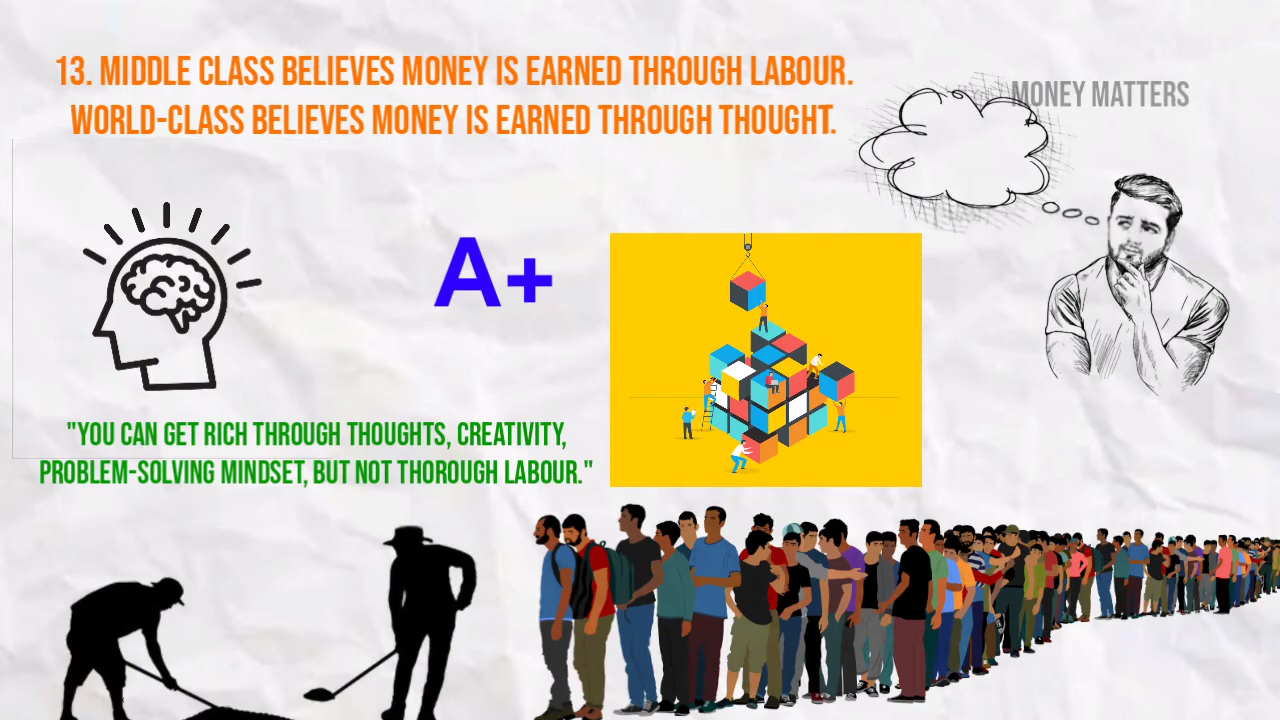 13. MIDDLE CLASS BELIEVES MONEY IS EARNED THROUGH LABOUR.
WORLD-CLASS BELIEVES MONEY IS EARNED THROUGH THOUGHT.
MONEY MATTERS
A+
"YOU CAN GET RICH THROUGH THOUGHTS, CREATIVITY,
PROBLEM-SOLVING MINDSET, BUT NOT THOROUGH LABOUR."